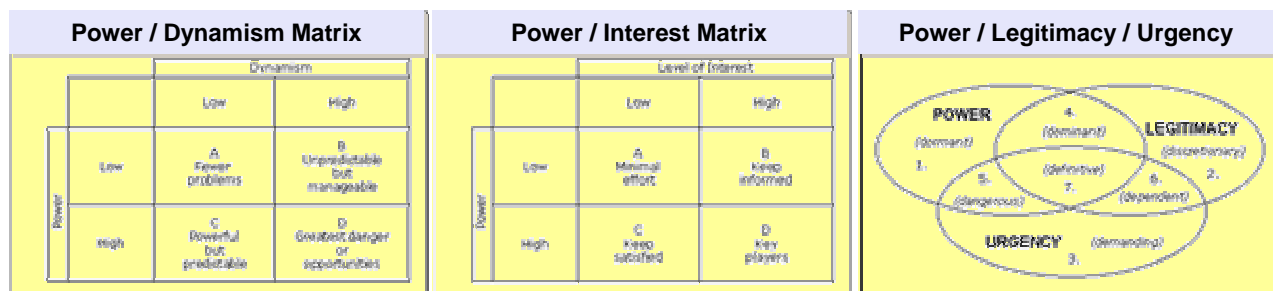 Power / Dynamism Matrix
Dynamism
Low High
Power
Low
A
Fewer
problems
B
Unpredictable
but
manageable
High
C
Powerful
but
predictable
D
Greatest danger
or
opportunities
Power / Interest Matrix
Level of Interest
Low High
Power
Low
A
Minimal
effort
B
Keep
informed
High
C
Keep
satisfied
D
Key
players
Power / Legitimacy / Urgency
POWER
(dormant)
1.
4.
(dominant)
LEGITIMACY
(discretionary)
2.
5.
(dangerous)
(definitive)
7.
6.
(dependent)
URGENCY (demanding)
3.